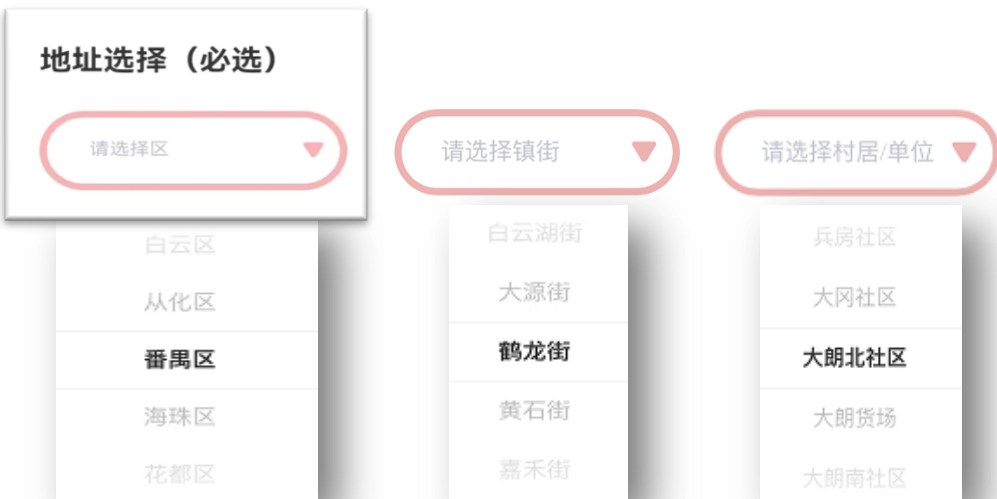 地址选择（必选）
请选择区
白云区
从化区
番禺区
海珠区
花都区
请选择镇街
白云湖街
大源街
鹤龙街
黄石街
嘉禾街
请选择村居/单位
兵房社区
大冈社区
大朗北社区
大朗货场
大朗南社区